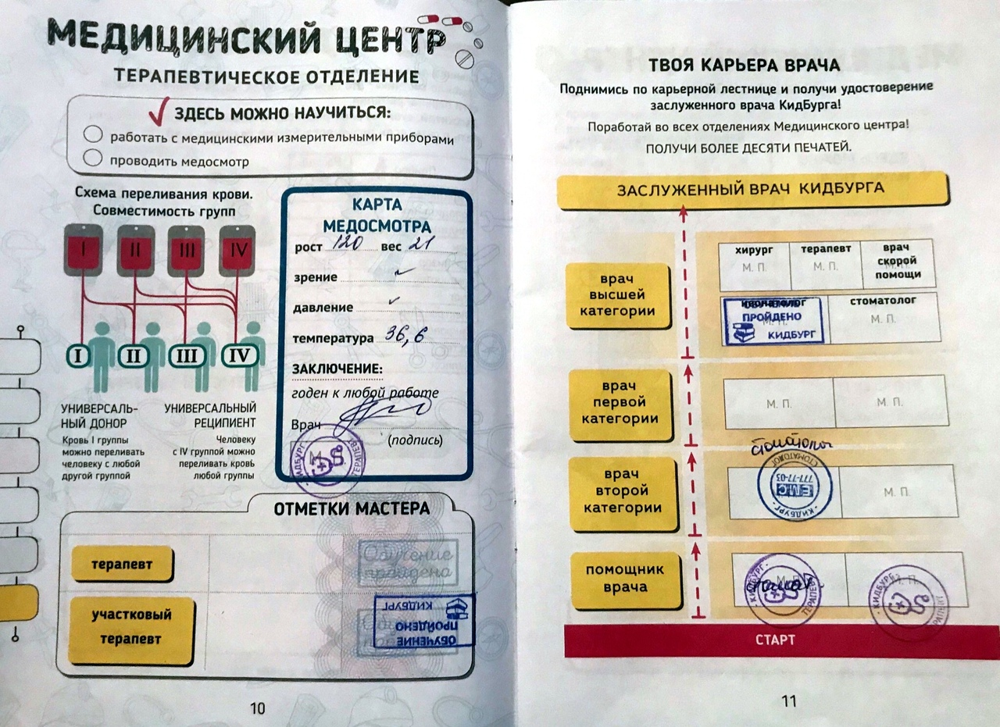 МЕДИЦИНСКИЙ ЦЕНТР
ТЕРАПЕВТИЧЕСКОЕ ОТДЕЛЕНИЕ
ЗДЕСЬ МОЖНО НАУЧИТЬСЯ:
работать с медицинскими измерительными приборами
проводить медосмотр
Схема переливания крови.
Совместимость групп
I II III IV
I II III IV
УНИВЕРСАЛЬ-
НЫЙ ДОНОР
Кровь I группы
можно переливать
человеку с любой
другой группой
УНИВЕРСАЛЬНЫЙ
РЕЦИПИЕНТ
Человеку
с IV группой можно
переливать кровь
любой группы
КАРТА
МЕДОСМОТРА
рост 120 вес 21
зрение
давление
температура 36,6
ЗАКЛЮЧЕНИЕ:
годен к любой работе
Врач
(подпись)
М.
КИДБУРГ ТЕРАПЕВТ
ОТМЕТКИ МАСТЕРА
терапевт
Обучение
пройдено
участковый
терапевт
ОБУЧЕНИЕ
ПРОЙДЕНО
КИДБУРГ
10
ТВОЯ КАРЬЕРА ВРАЧА
Поднимись по карьерной лестнице и получи удостоверение
заслуженного врача КидБурга!
Поработай во всех отделениях Медицинского центра!
ПОЛУЧИ БОЛЕЕ ДЕСЯТИ ПЕЧАТЕЙ.
ЗАСЛУЖЕННЫЙ ВРАЧ КИДБУРГА
врач
высшей
категории
хирург
М. П.
терапевт
М. П.
врач
скорой
помощи
ПРОЙДЕНО
КИДБУРГ
стоматолог
М. П.
врач
первой
категории
М. П.
М. П.
врач
второй
категории
стоматолог
СТОМАТОЛОГ
777-77-03
ЕМС
КИДБУРГ
М. П.
помощник
врача
КИДБУРГ ТЕРАПЕВТ
М. П.
КИДБУРГ ТЕРАПЕВТ
СТАРТ
11